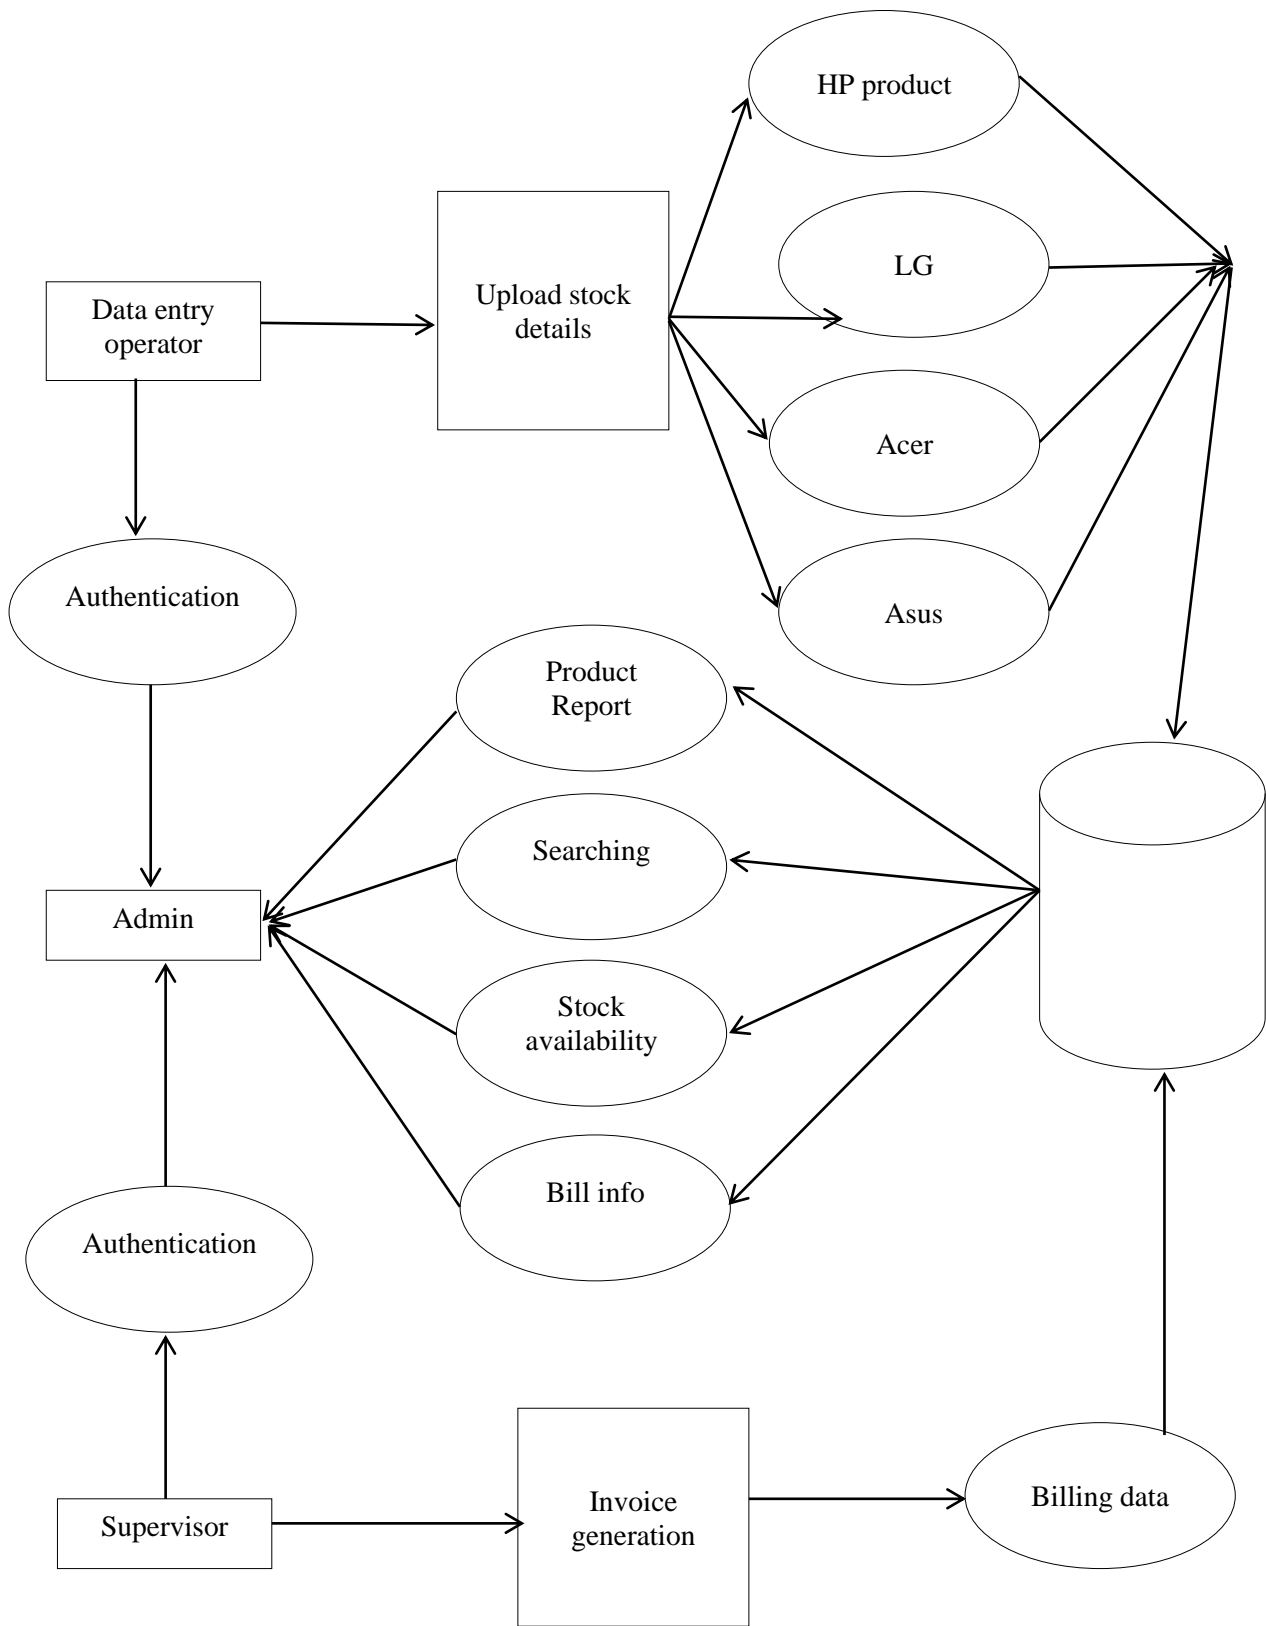 HP product
LG
Upload stock
details
Data entry
operator
Acer
Authentication
Asus
Product
Report
Searching
Admin
Stock
availability
Bill info
Authentication
Supervisor
Invoice
generation
Billing data